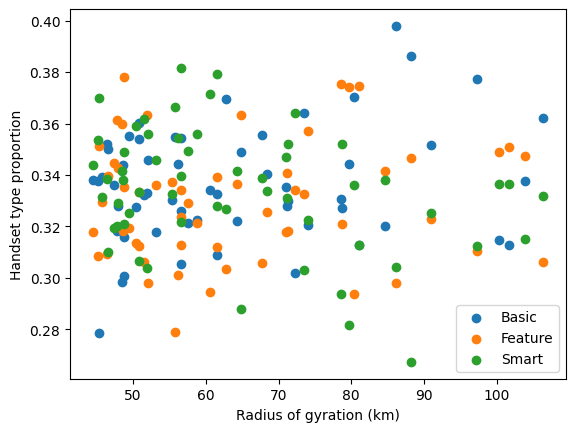 0.40
0.38
0.36
0.34
0.32
0.30
0.28
Handset type proportion
Basic
Feature
Smart
50 60 70 80 90 100
Radius of gyration (km)